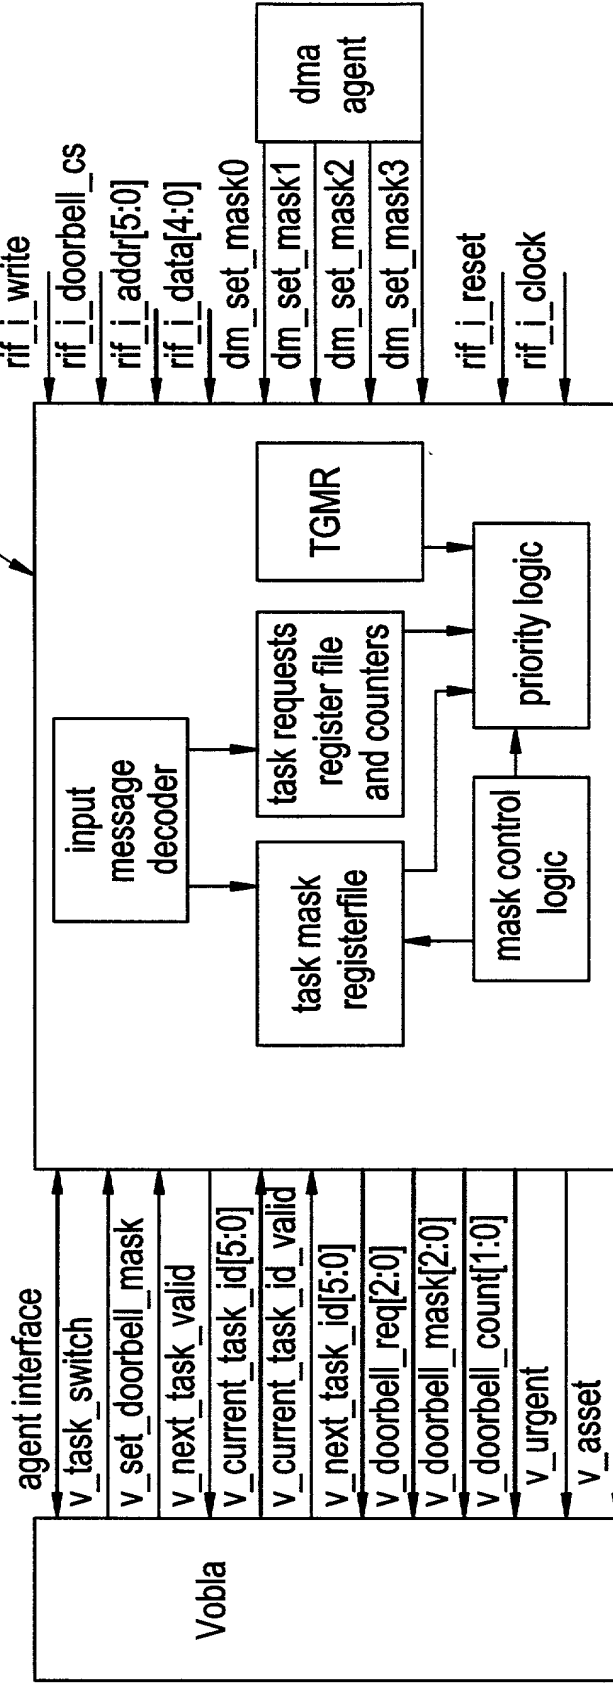 rif_i_write
rif_i_doorbell_cs
rif_i_addr[5:0]
rif_i_data[4:0]
dm_set_mask0
dm_set_mask1
dm_set_mask2
dm_set_mask3
rif_i_reset
rif_i_clock
dma
agent
input
message
decoder
task mask
registerfile
task requests
register file
and counters
TGMR
mask control
logic
priority logic
agent interface
v_task_switch
v_set_doorbell_mask
v_next_task_valid
v_current_task_id[5:0]
v_current_task_id_valid
v_next_task_id[5:0]
v_doorbell_req[2:0]
v_doorbell_mask[2:0]
v_doorbell_count[1:0]
v_urgent
v_asset
Vobla